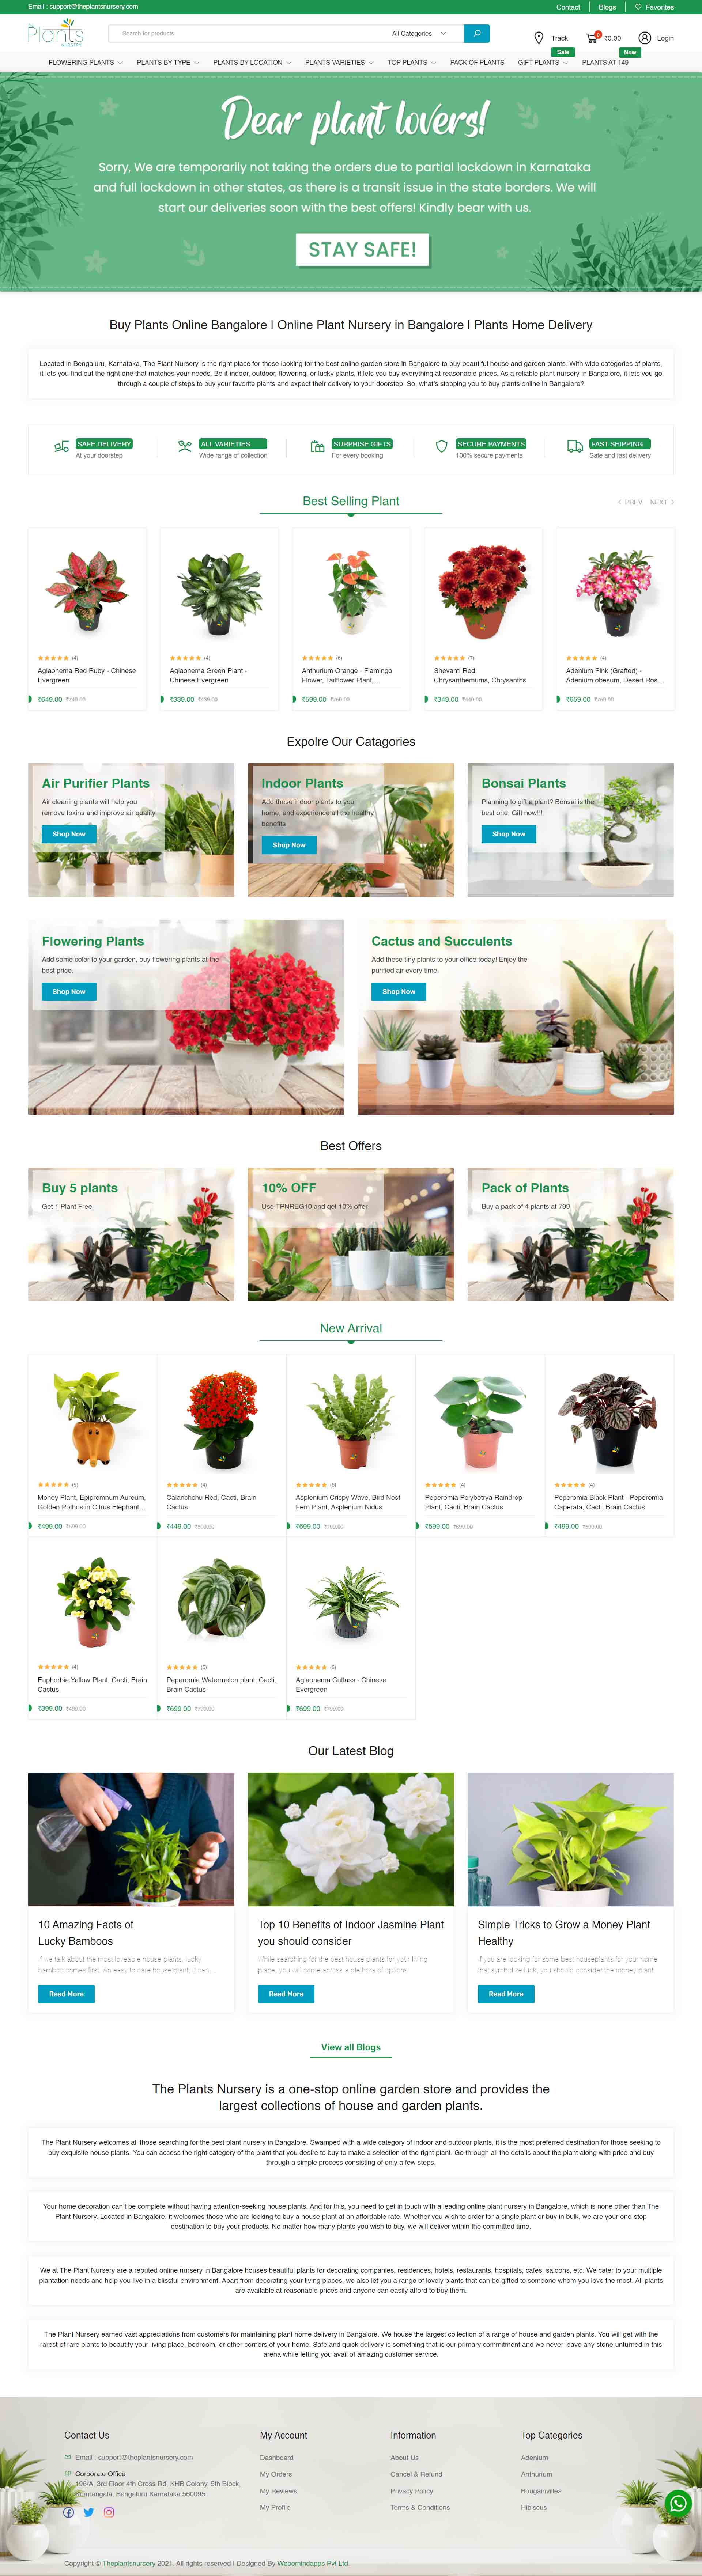 Email : support@theplantsnursery.com
Contact
Blogs
Favorites
Plants
NURSERY
Search for products
All Categories
Track
0
₹0.00
Login
Sale
New
FLOWERING PLANTS
PLANTS BY TYPE
PLANTS BY LOCATION
PLANTS VARIETIES
TOP PLANTS
PACK OF PLANTS
GIFT PLANTS
PLANTS AT 149
Dear plant lovers!
Sorry, We are temporarily not taking the orders due to partial lockdown in Karnataka
and full lockdown in other states, as there is a transit issue in the state borders. We will
start our deliveries soon with the best offers! Kindly bear with us.
STAY SAFE!
Buy Plants Online Bangalore | Online Plant Nursery in Bangalore | Plants Home Delivery
Located in Bengaluru, Karnataka, The Plant Nursery is the right place for those looking for the best online garden store in Bangalore to buy beautiful house and garden plants. With wide categories of plants,
it lets you find out the right one that matches your needs. Be it indoor, outdoor, flowering, or lucky plants, it lets you buy everything at reasonable prices. As a reliable plant nursery in Bangalore, it lets you go
through a couple of steps to buy your favorite plants and expect their delivery to your doorstep. So, what's stopping you to buy plants online in Bangalore?
SAFE DELIVERY
At your doorstep
ALL VARIETIES
Wide range of collection
SURPRISE GIFTS
For every booking
SECURE PAYMENTS
100% secure payments
FAST SHIPPING
Safe and fast delivery
Best Selling Plant
PREV NEXT
(4)
Aglaonema Red Ruby - Chinese
Evergreen
₹649.00 ₹749.00
(4)
Aglaonema Green Plant -
Chinese Evergreen
₹339.00 ₹499.00
(6)
Anthurium Orange - Flamingo
Flower, Tailflower Plant,...
₹599.00 ₹760.00
(7)
Shevanti Red,
Chrysanthemums, Chrysanths
₹349.00 ₹449.00
(4)
Adenium Pink (Grafted) -
Adenium obesum, Desert Ros...
₹659.00 ₹760.00
Expolre Our Catagories
Air Purifier Plants
Air cleaning plants will help you
remove toxins and improve air quality.
Shop Now
Indoor Plants
Add these indoor plants to your
home, and experience all the healthy
benefits
Shop Now
Bonsai Plants
Planning to gift a plant? Bonsai is the
best one. Gift now!!!
Shop Now
Flowering Plants
Add some color to your garden, buy flowering plants at the
best price.
Shop Now
Cactus and Succulents
Add these tiny plants to your office today! Enjoy the
purified air every time.
Shop Now
Best Offers
Buy 5 plants
Get 1 Plant Free
10% OFF
Use TPNREG10 and get 10% offer
Pack of Plants
Buy a pack of 4 plants at 799
New Arrival
(5)
Money Plant, Epipremnum Aureum,
Golden Pothos in Citrus Elephant...
₹499.00
(4)
Calanchchu Red, Cacti, Brain
Cactus
₹449.00
(6)
Asplenium Crispy Wave, Bird Nest
Fern Plant, Asplenium Nidus
₹699.00 ₹799.00
(4)
Peperomia Polybotrya Raindrop
Plant, Cacti, Brain Cactus
₹599.00
(4)
Peperomia Black Plant - Peperomia
Caperata, Cacti, Brain Cactus
₹499.00
(4)
Euphorbia Yellow Plant, Cacti, Brain
Cactus
₹399.00
(5)
Peperomia Watermelon plant, Cacti,
Brain Cactus
₹699.00 ₹799.00
(5)
Aglaonema Cutlass - Chinese
Evergreen
₹699.00 ₹799.00
Our Latest Blog
10 Amazing Facts of
Lucky Bamboos
If we talk about the most loveable house plants, lucky
bamboo comes first. An easy to care house plant, it can...
Read More
Top 10 Benefits of Indoor Jasmine Plant
you should consider
While searching for the best house plants for your living
place, you will come across a plethora of options.
Read More
Simple Tricks to Grow a Money Plant
Healthy
If you are looking for some best houseplants for your home
that symbolize luck, you should consider the money plant.
Read More
View all Blogs
The Plants Nursery is a one-stop online garden store and provides the
largest collections of house and garden plants.
The Plant Nursery welcomes all those searching for the best plant nursery in Bangalore. Swamped with a wide category of indoor and outdoor plants, it is the most preferred destination for those seeking to
buy exquisite house plants. You can access the right category of the plant that you desire to buy to make a selection of the right plant. Go through all the details about the plant along with price and buy
through a simple process consisting of only a few steps.
Your home decoration can't be complete without having attention-seeking house plants. And for this, you need to get in touch with a leading online plant nursery in Bangalore, which is none other than The
Plant Nursery. Located in Bangalore, it welcomes those who are looking to buy a house plant at an affordable rate. Whether you wish to order for a single plant or buy in bulk, we are your one-stop
destination to buy your products. No matter how many plants you wish to buy, we will deliver within the committed time.
We at The Plant Nursery are a reputed online nursery in Bangalore houses beautiful plants for decorating companies, residences, hotels, restaurants, hospitals, cafes, saloons, etc. We cater to your multiple
plantation needs and help you live in a blissful environment. Apart from decorating your living places, we also let you a range of lovely plants that can be gifted to someone whom you love the most. All plants
are available at reasonable prices and anyone can easily afford to buy them.
The Plant Nursery earned vast appreciations from customers for maintaining plant home delivery in Bangalore. We house the largest collection of a range of house and garden plants. You will get with the
rarest of rare plants to beautify your living place, bedroom, or other corners of your home. Safe and quick delivery is something that is our primary commitment and we never leave any stone unturned in this
arena while letting you avail of amazing customer service.
Contact Us
Email : support@theplantsnursery.com
Corporate Office
196/A, 3rd Floor 4th Cross Rd, KHB Colony, 5th Block,
Koramangala, Bengaluru Karnataka 560095
My Account
Dashboard
My Orders
My Reviews
My Profile
Information
About Us
Cancel & Refund
Privacy Policy
Terms & Conditions
Top Categories
Adenium
Anthurium
Bougainvillea
Hibiscus
Copyright © Theplantsnursery 2021. All rights reserved | Designed By Webomindapps Pvt Ltd.